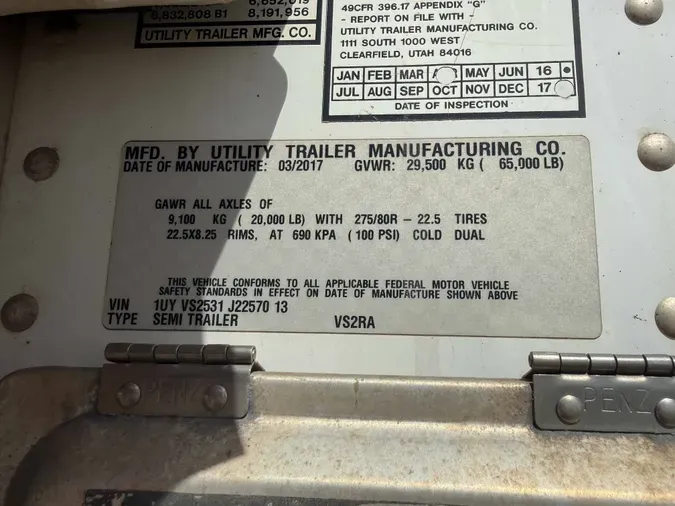 6,852,019
6,832,808 B1 8,191,956
UTILITY TRAILER MFG. CO.
49CFR 396.17 APPENDIX "G"
- REPORT ON FILE WITH -
UTILITY TRAILER MANUFACTURING CO.
1111 SOUTH 1000 WEST
CLEARFIELD, UTAH 84016
JAN FEB MAR MAY JUN 16
JUL AUG SEP OCT NOV DEC 17
DATE OF INSPECTION
MFD. BY UTILITY TRAILER MANUFACTURING CO.
DATE OF MANUFACTURE: 03/2017 GVWR: 29,500 KG ( 65,000 LB)
GAWR ALL AXLES OF
9,100 KG ( 20,000 LB) WITH 275/80R - 22.5 TIRES
22.5X8.25 RIMS, AT 690 KPA (100 PSI) COLD DUAL
THIS VEHICLE CONFORMS TO ALL APPLICABLE FEDERAL MOTOR VEHICLE
SAFETY STANDARDS IN EFFECT ON DATE OF MANUFACTURE SHOWN ABOVE
VIN 1UY VS2531 J22570 13
TYPE SEMI TRAILER VS2RA
PENZ PENZ